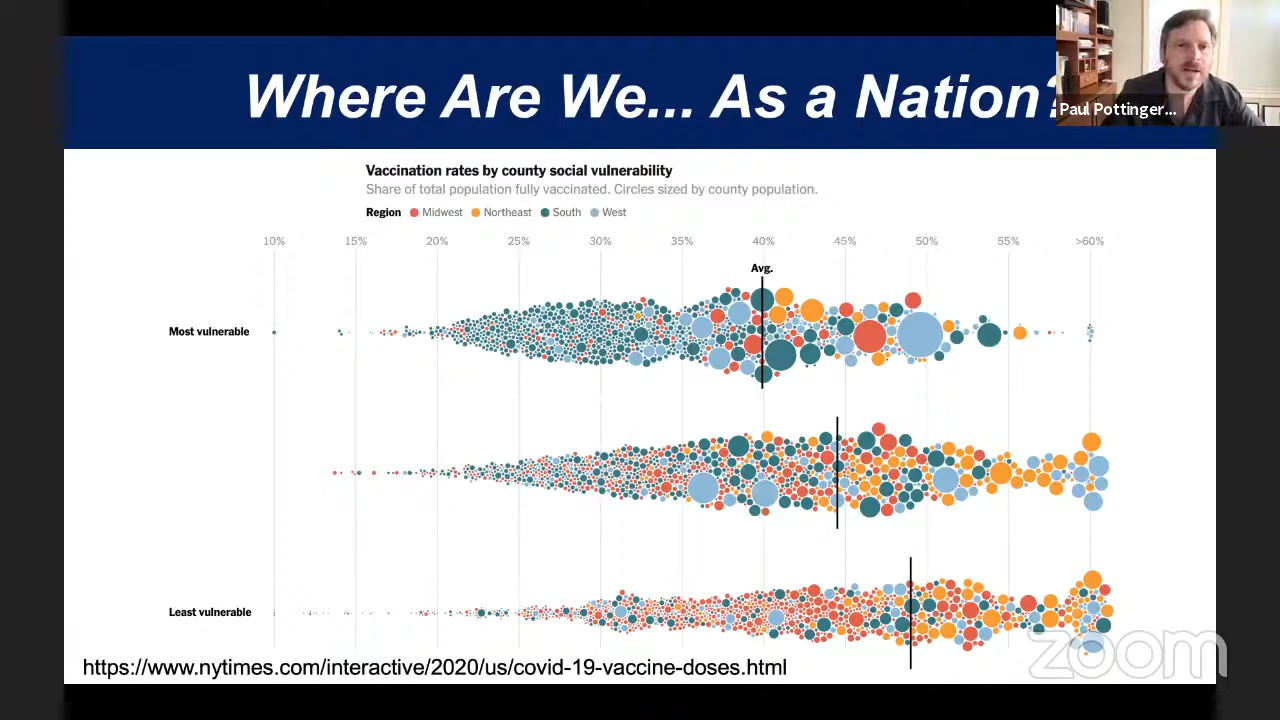 Where Are We... As a Nation?
Paul Pottinger...
Vaccination rates by county social vulnerability
Share of total population fully vaccinated. Circles sized by county population.
Region Midwest Northeast South West
10% 15% 20% 25% 30% 35% 40% 45% 50% 55% >60%
Avg.
Most vulnerable
Least vulnerable
https://www.nytimes.com/interactive/2020/us/covid-19-vaccine-doses.html
zoom